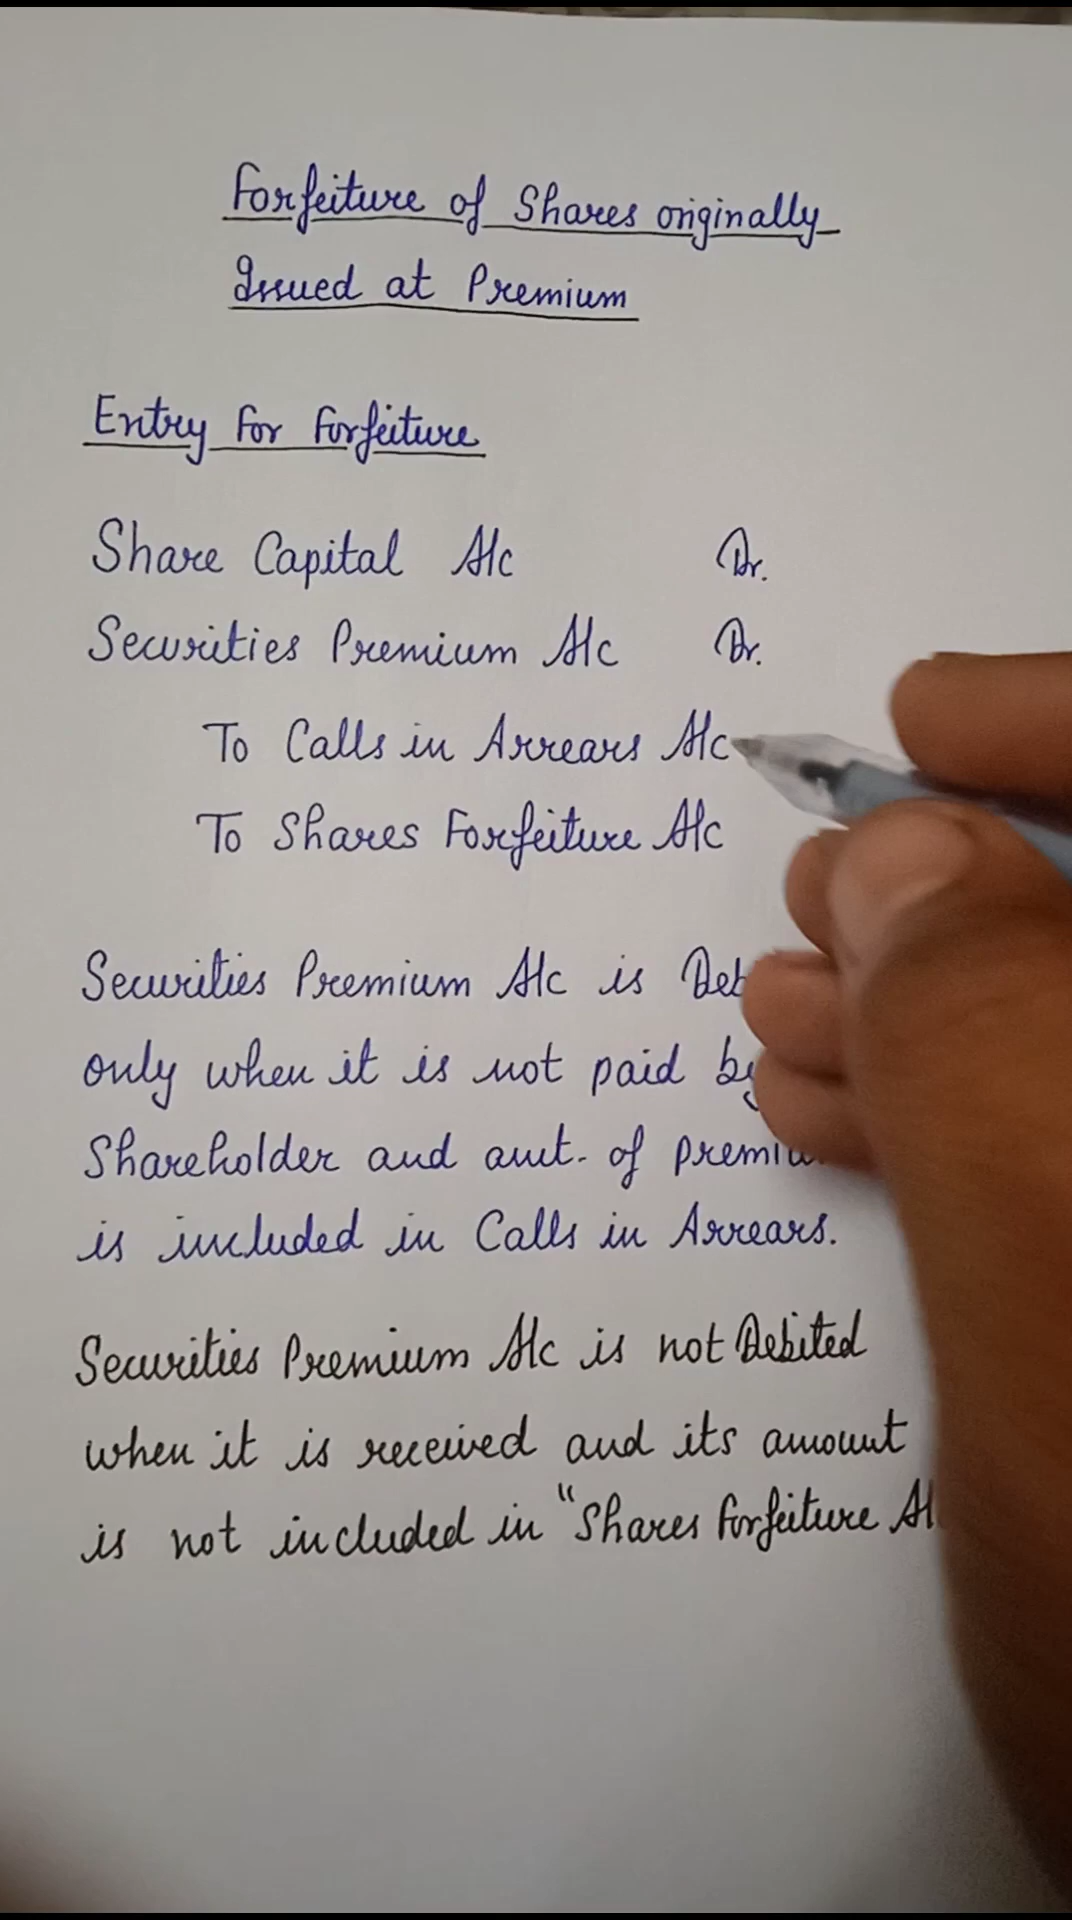 Forfeiture of Shares originally
Issued at Premium
Entry For Forfeiture
Share Capital A/c Dr.
Securities Premium A/c Dr.
To Calls in Arrears A/c
To Shares Forfeiture A/c
Securities Premium A/c is Deb
only when it is not paid by
Shareholder and amt. of premiu
is included in Calls in Arrears.
Securities Premium A/c is not Debited
when it is received and its amount
is not included in "Shares Forfeiture A/